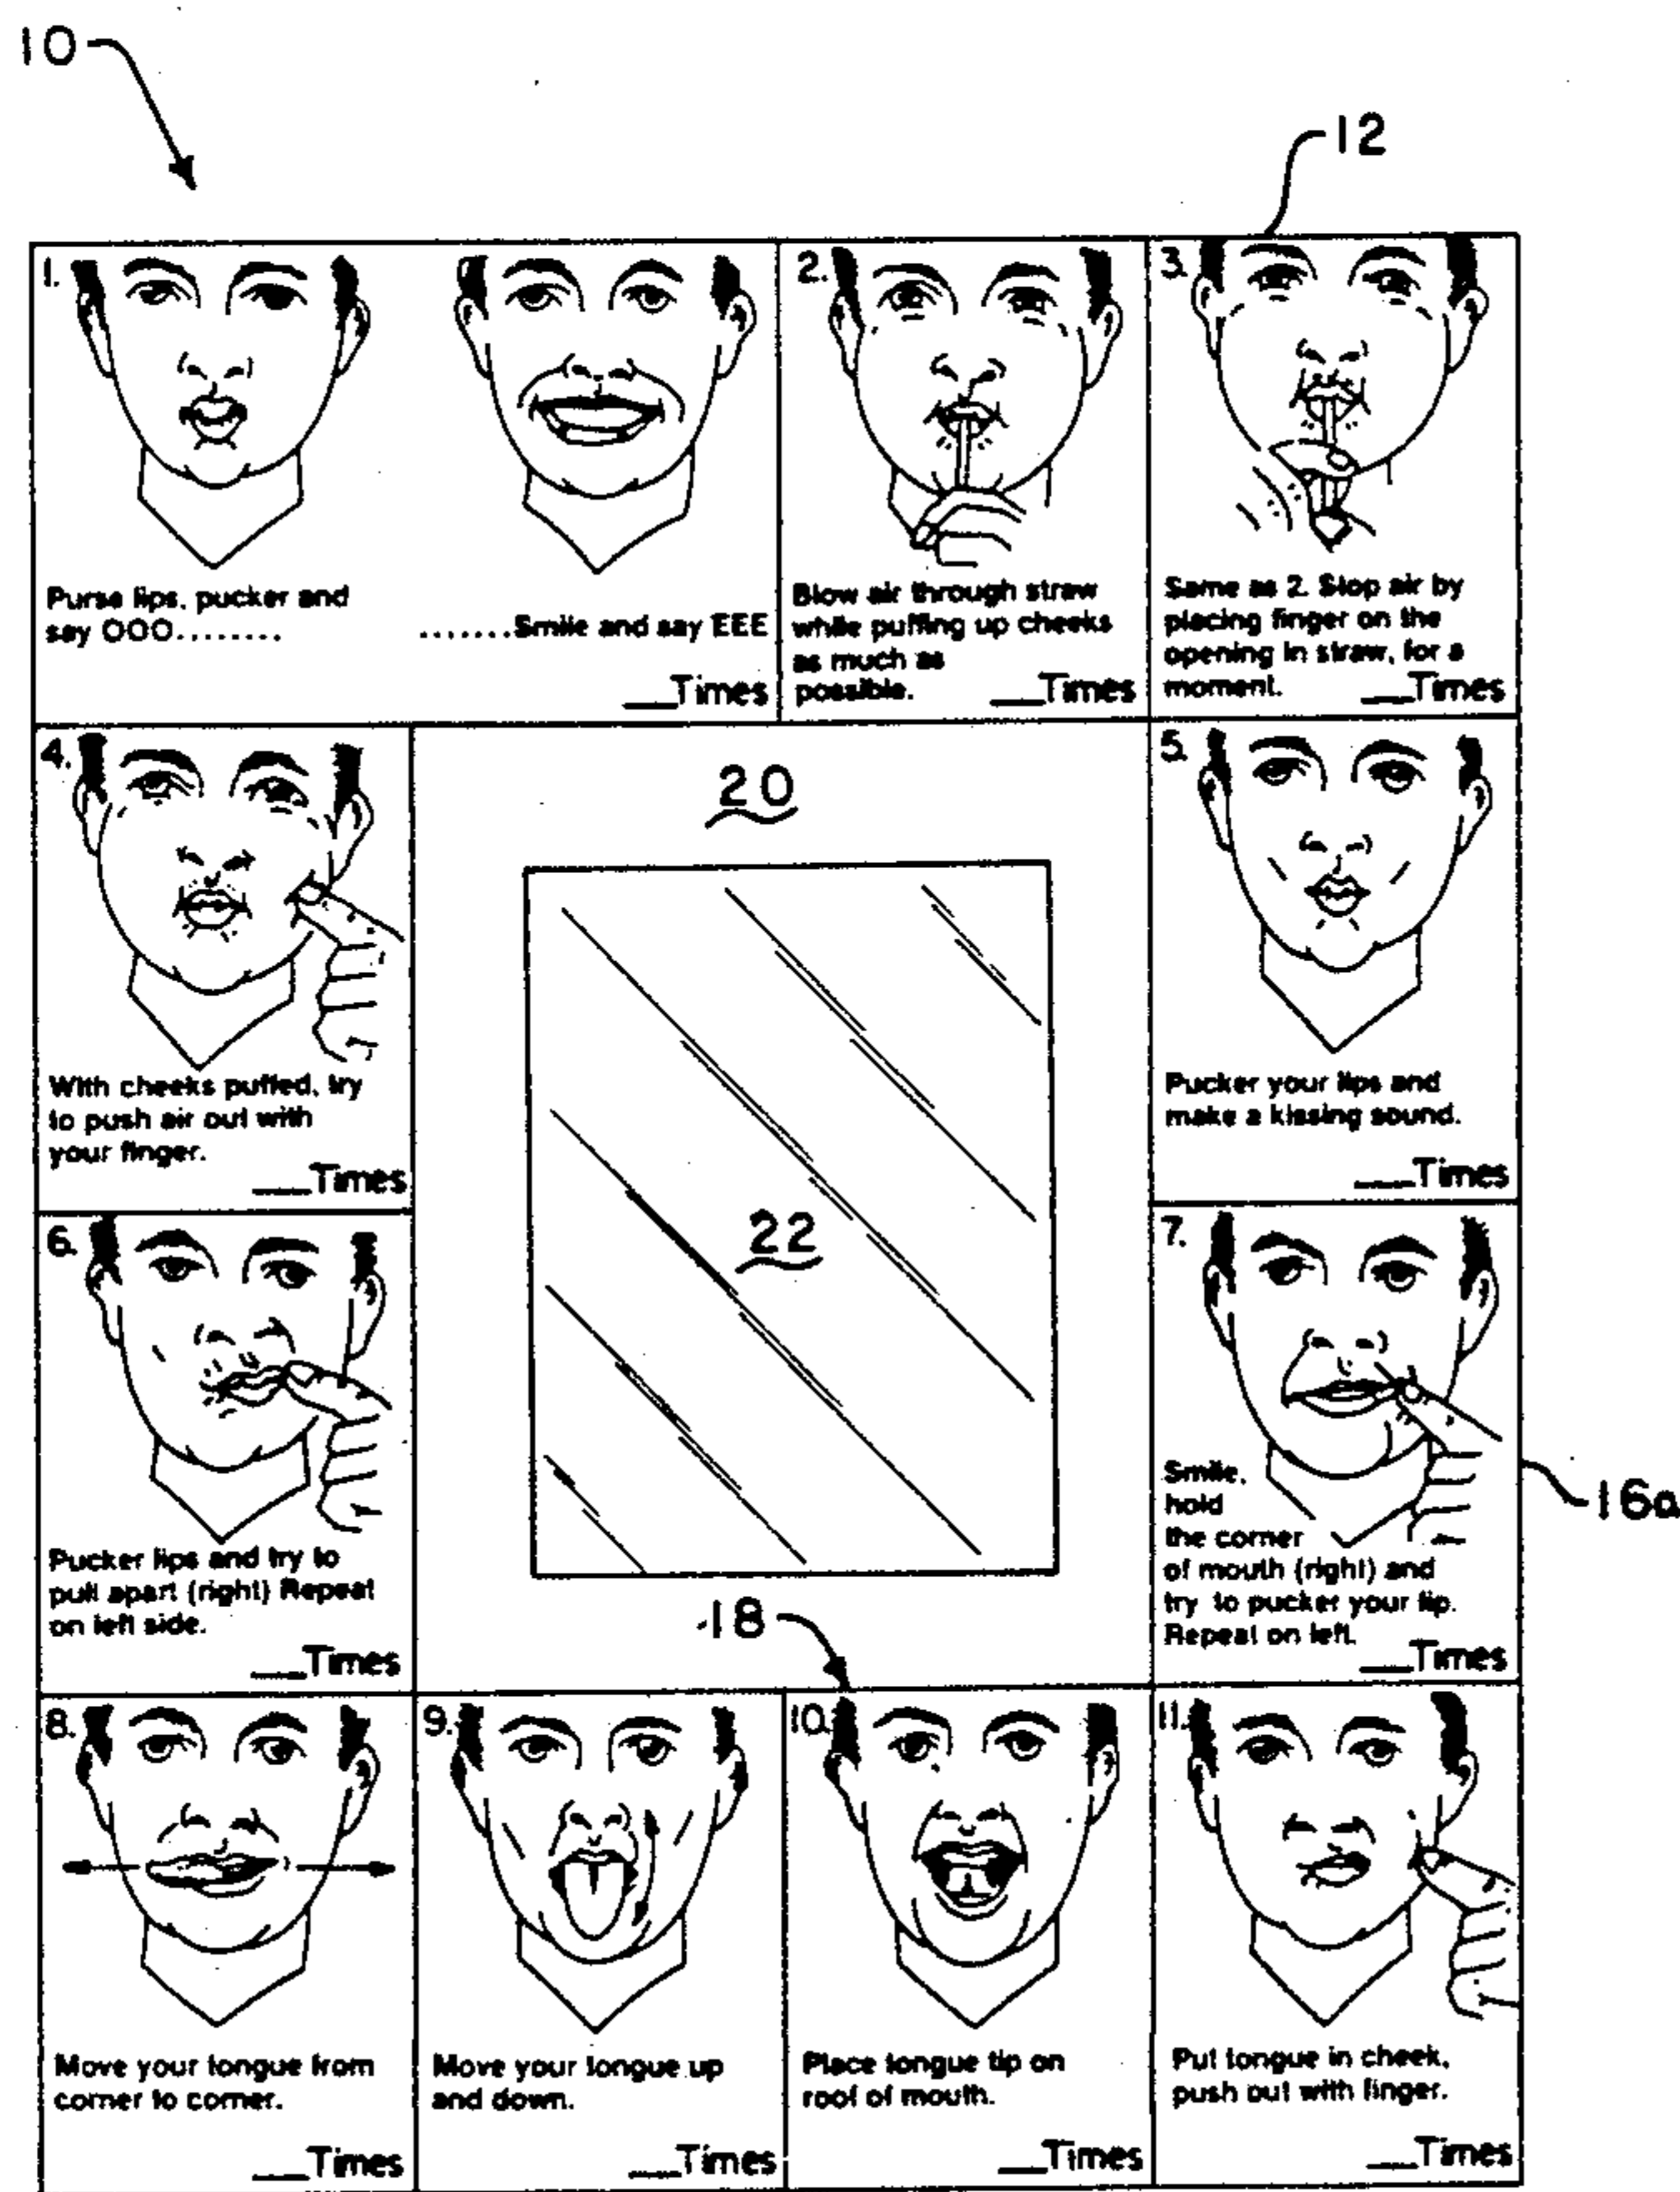 10
12
1.
Purse lips, pucker and
say OOO........
.......Smile and say EEE
___Times
2.
Blow air through straw
while puffing up cheeks
as much as
possible.
___Times
3.
Same as 2. Stop air by
placing finger on the
opening in straw, for a
moment.
___Times
4.
With cheeks puffed, try
to push air out with
your finger.
___Times
20
22
18
5.
Pucker your lips and
make a kissing sound.
___Times
6.
Pucker lips and try to
pull apart (right) Repeat
on left side.
___Times
7.
Smile,
hold
the corner
of mouth (right) and
try to pucker your lip.
Repeat on left.
___Times
16a
8.
Move your tongue from
corner to corner.
___Times
9.
Move your tongue up
and down.
___Times
10.
Place tongue tip on
roof of mouth.
___Times
11.
Put tongue in cheek,
push out with finger.
___Times